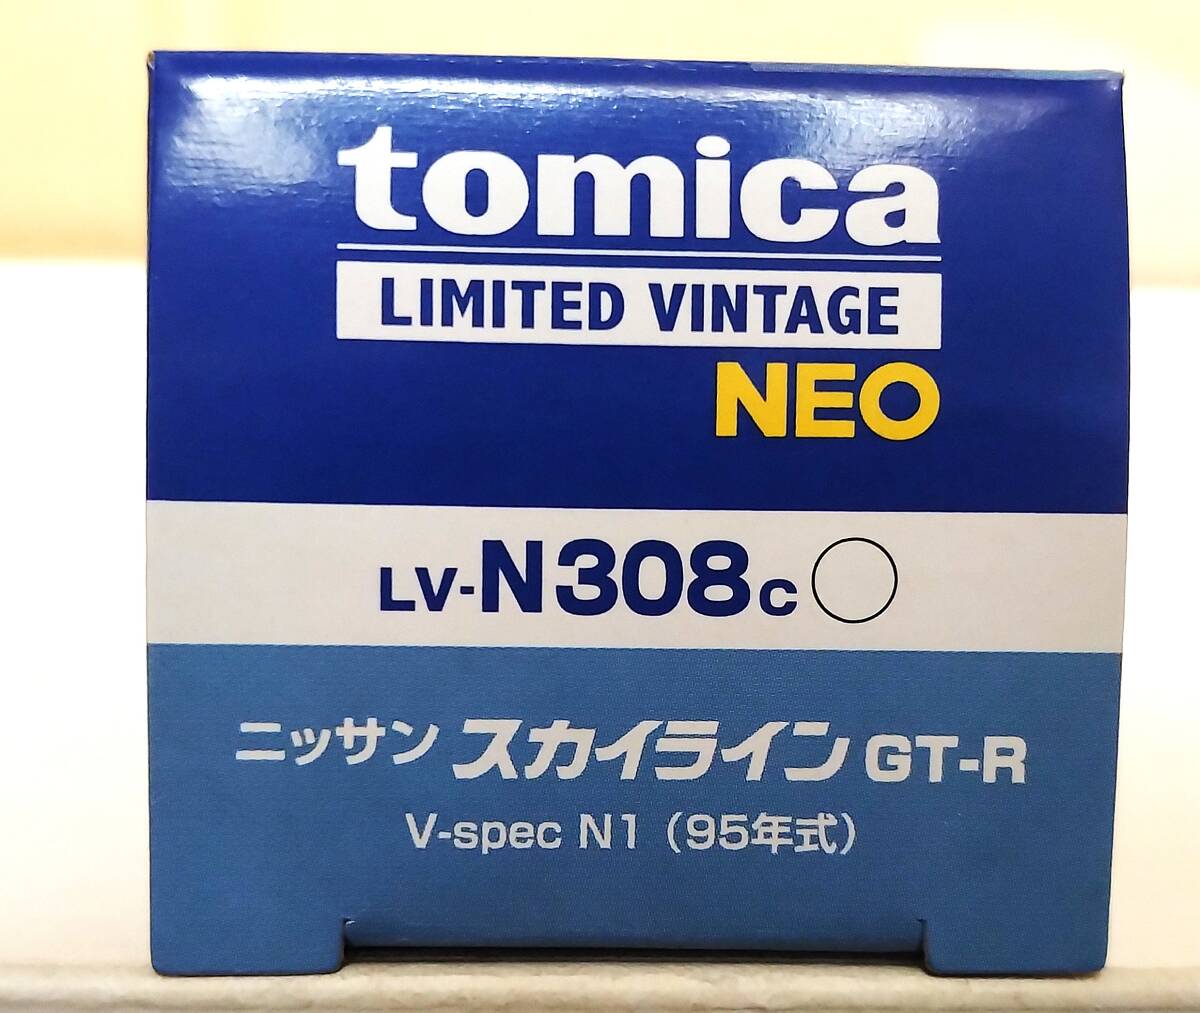 tomica
LIMITED VINTAGE
NEO
LV-N308c
ニッサン スカイライン GT-R
V-spec N1（95年式）